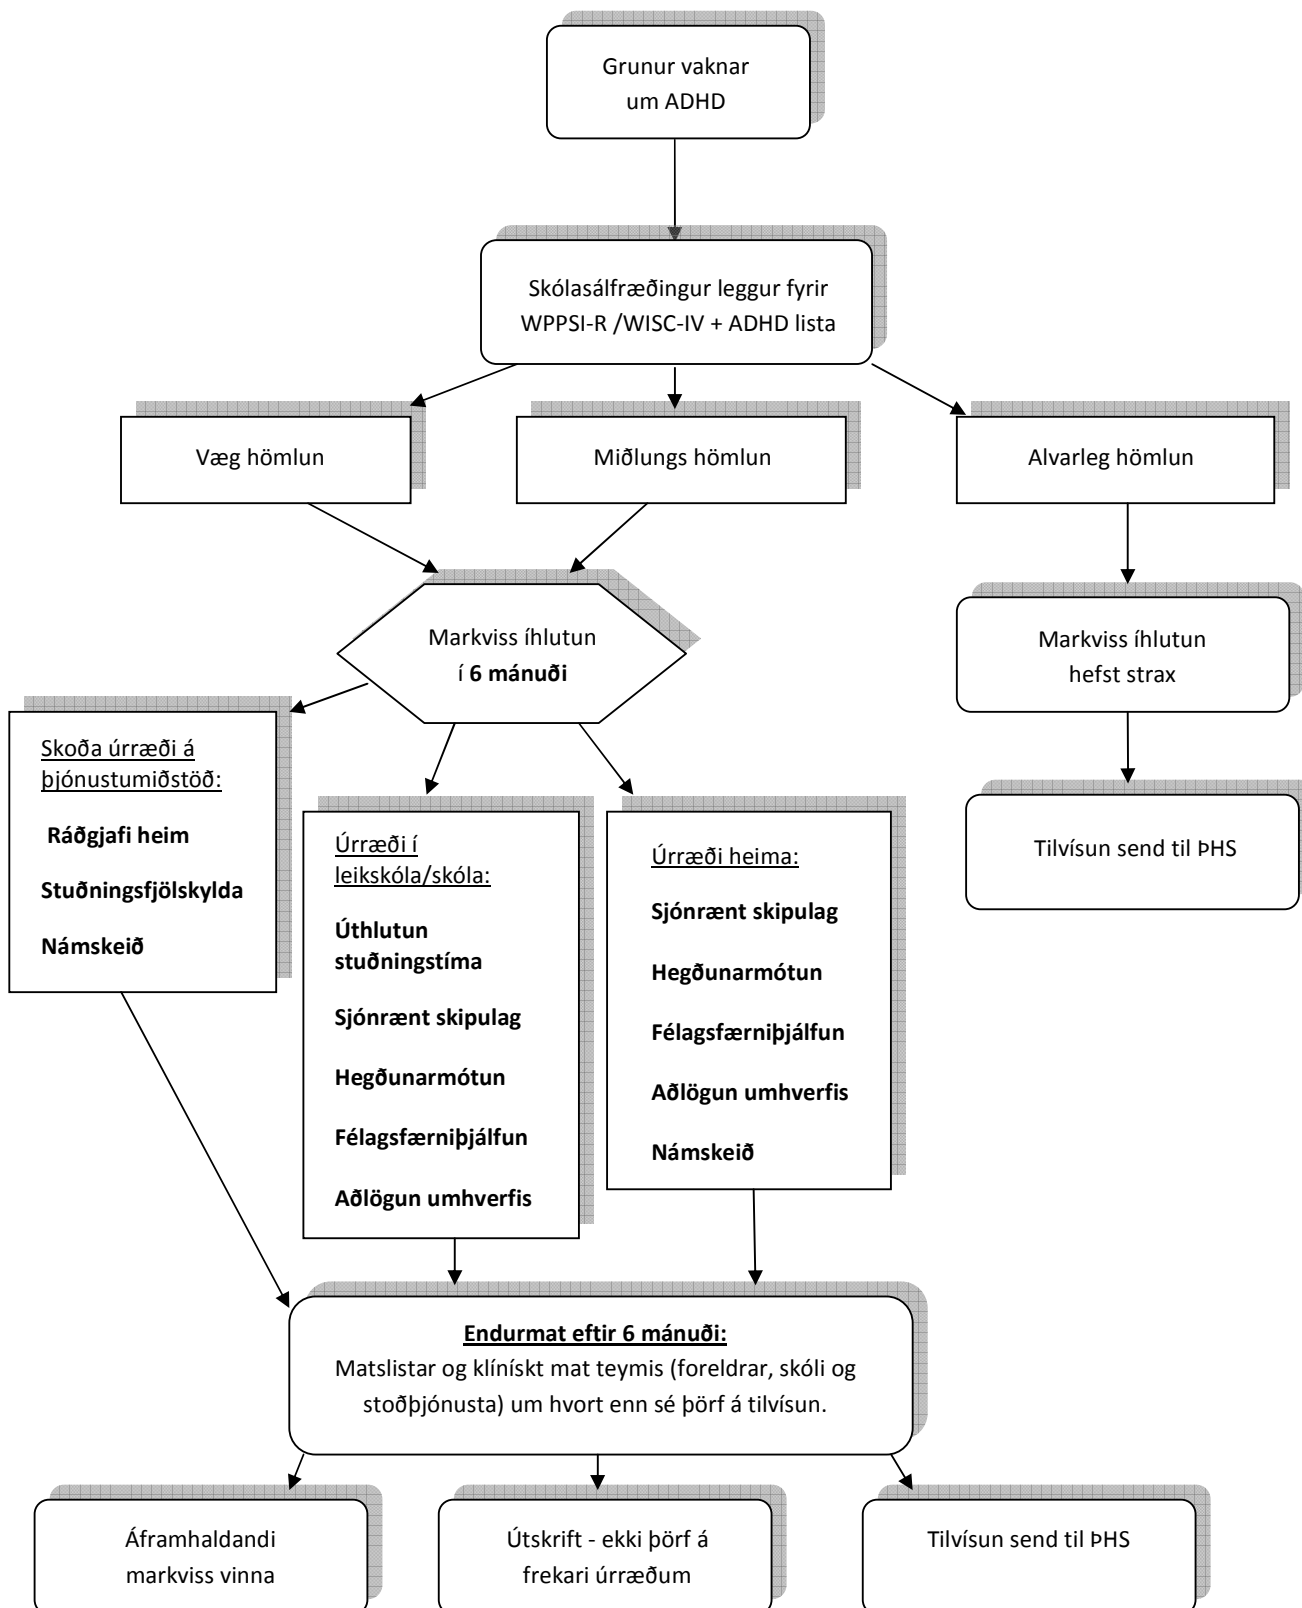 Grunur vaknar
um ADHD
Skólasálfræðingur leggur fyrir
WPPSI-R /WISC-IV + ADHD lista
Væg hömlun
Miðlungs hömlun
Alvarleg hömlun
Markviss íhlutun
í 6 mánuði
Markviss íhlutun
hefst strax
Tilvísun send til ÞHS
Skoða úrræði á
þjónustumiðstöð:
Ráðgjafi heim
Stuðningsfjölskylda
Námskeið
Úrræði í
leikskóla/skóla:
Úthlutun
stuðningstíma
Sjónrænt skipulag
Hegðunarmótun
Félagsfærniþjálfun
Aðlögun umhverfis
Úrræði heima:
Sjónrænt skipulag
Hegðunarmótun
Félagsfærniþjálfun
Aðlögun umhverfis
Námskeið
Endurmat eftir 6 mánuði:
Matslistar og klínískt mat teymis (foreldrar, skóli og
stoðþjónusta) um hvort enn sé þörf á tilvísun.
Áframhaldandi
markviss vinna
Útskrift - ekki þörf á
frekari úrræðum
Tilvísun send til ÞHS